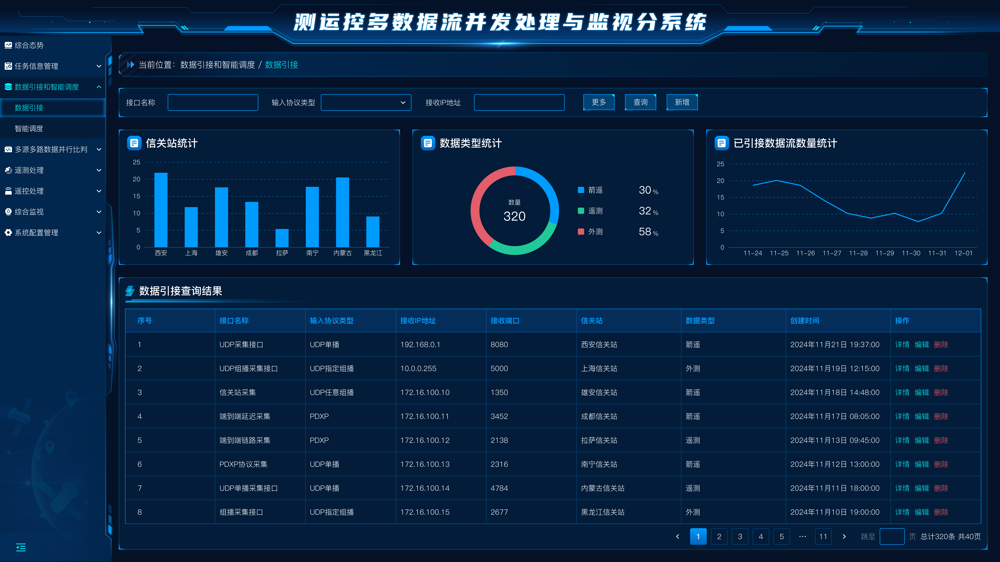 测运控多数据流并发处理与监视分系统
综合态势
任务信息管理
数据引接和智能调度
数据引接
智能调度
多源多路数据并行比判
遥测处理
遥控处理
综合监视
系统配置管理
当前位置：数据引接和智能调度 / 数据引接
接口名称 输入协议类型 接收IP地址 更多 查询 新增
信关站统计
25
20
15
10
5
0
西安 上海 雄安 成都 拉萨 南宁 内蒙古 黑龙江
数据类型统计
数量
320
箭遥 30 %
遥测 32 %
外测 58 %
已引接数据流数量统计
25
20
15
10
5
0
11-24 11-25 11-26 11-27 11-28 11-29 11-30 11-31 12-01
数据引接查询结果
序号 接口名称 输入协议类型 接收IP地址 接收端口 信关站 数据类型 创建时间 操作
1 UDP采集接口 UDP单播 192.168.0.1 8080 西安信关站 箭遥 2024年11月21日 19:37:00 详情 编辑 删除
2 UDP组播采集接口 UDP指定组播 10.0.0.255 5000 上海信关站 外测 2024年11月19日 12:15:00 详情 编辑 删除
3 信关站采集 UDP任意组播 172.16.100.10 1350 雄安信关站 箭遥 2024年11月18日 14:48:00 详情 编辑 删除
4 端到端延迟采集 PDXP 172.16.100.11 3452 成都信关站 箭遥 2024年11月17日 08:05:00 详情 编辑 删除
5 端到端链路采集 PDXP 172.16.100.12 2138 拉萨信关站 遥测 2024年11月13日 09:45:00 详情 编辑 删除
6 PDXP协议采集 UDP单播 172.16.100.13 2316 南宁信关站 箭遥 2024年11月12日 13:00:00 详情 编辑 删除
7 UDP单播采集接口 UDP单播 172.16.100.14 4784 内蒙古信关站 遥测 2024年11月11日 18:00:00 详情 编辑 删除
8 组播采集接口 UDP指定组播 172.16.100.15 2677 黑龙江信关站 外测 2024年11月10日 19:00:00 详情 编辑 删除
1 2 3 4 5 ··· 11 跳至 页 总计320条 共40页